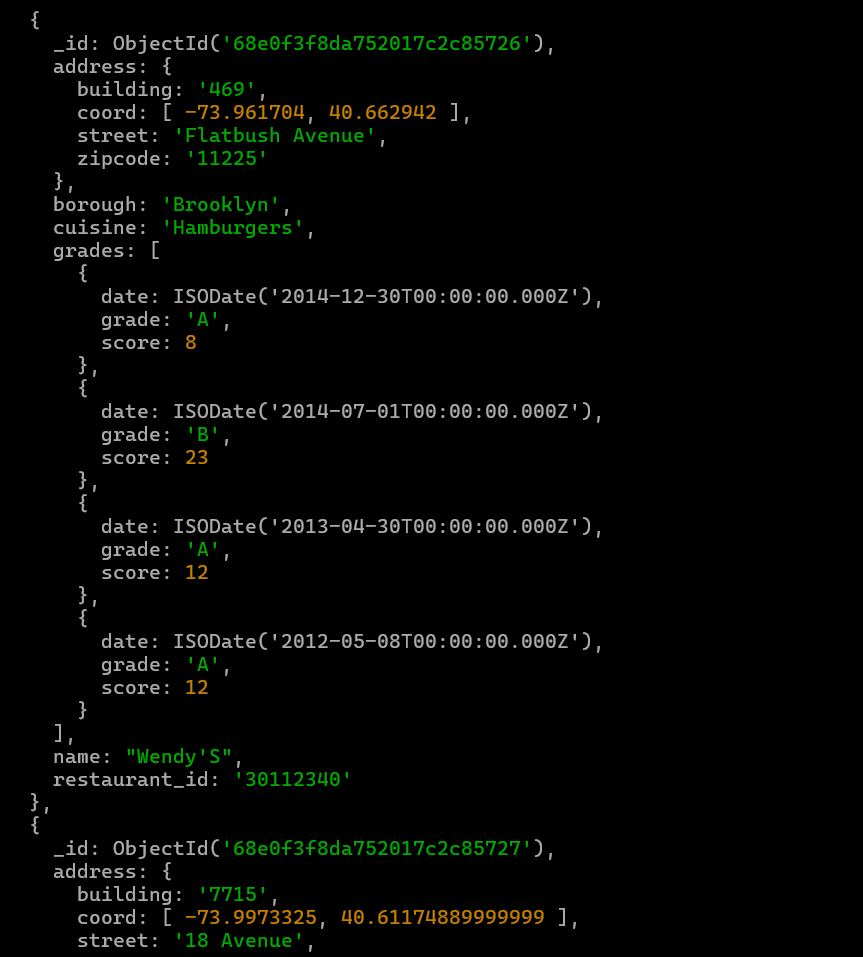 {
_id: ObjectId('68e0f3f8da752017c2c85726'),
address: {
building: '469',
coord: [ -73.961704, 40.662942 ],
street: 'Flatbush Avenue',
zipcode: '11225'
},
borough: 'Brooklyn',
cuisine: 'Hamburgers',
grades: [
{
date: ISODate('2014-12-30T00:00:00.000Z'),
grade: 'A',
score: 8
},
{
date: ISODate('2014-07-01T00:00:00.000Z'),
grade: 'B',
score: 23
},
{
date: ISODate('2013-04-30T00:00:00.000Z'),
grade: 'A',
score: 12
},
{
date: ISODate('2012-05-08T00:00:00.000Z'),
grade: 'A',
score: 12
}
],
name: "Wendy'S",
restaurant_id: '30112340'
},
{
_id: ObjectId('68e0f3f8da752017c2c85727'),
address: {
building: '7715',
coord: [ -73.9973325, 40.61174889999999 ],
street: '18 Avenue',